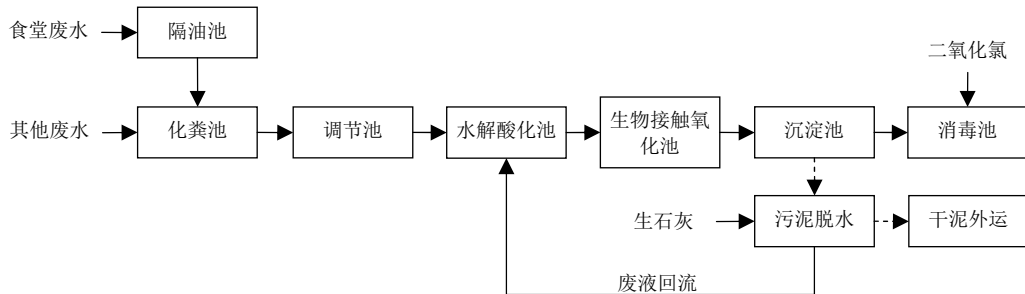 食堂废水
隔油池
二氧化氯
其他废水
化粪池
调节池
水解酸化池
生物接触氧
化池
沉淀池
消毒池
生石灰
污泥脱水
干泥外运
废液回流